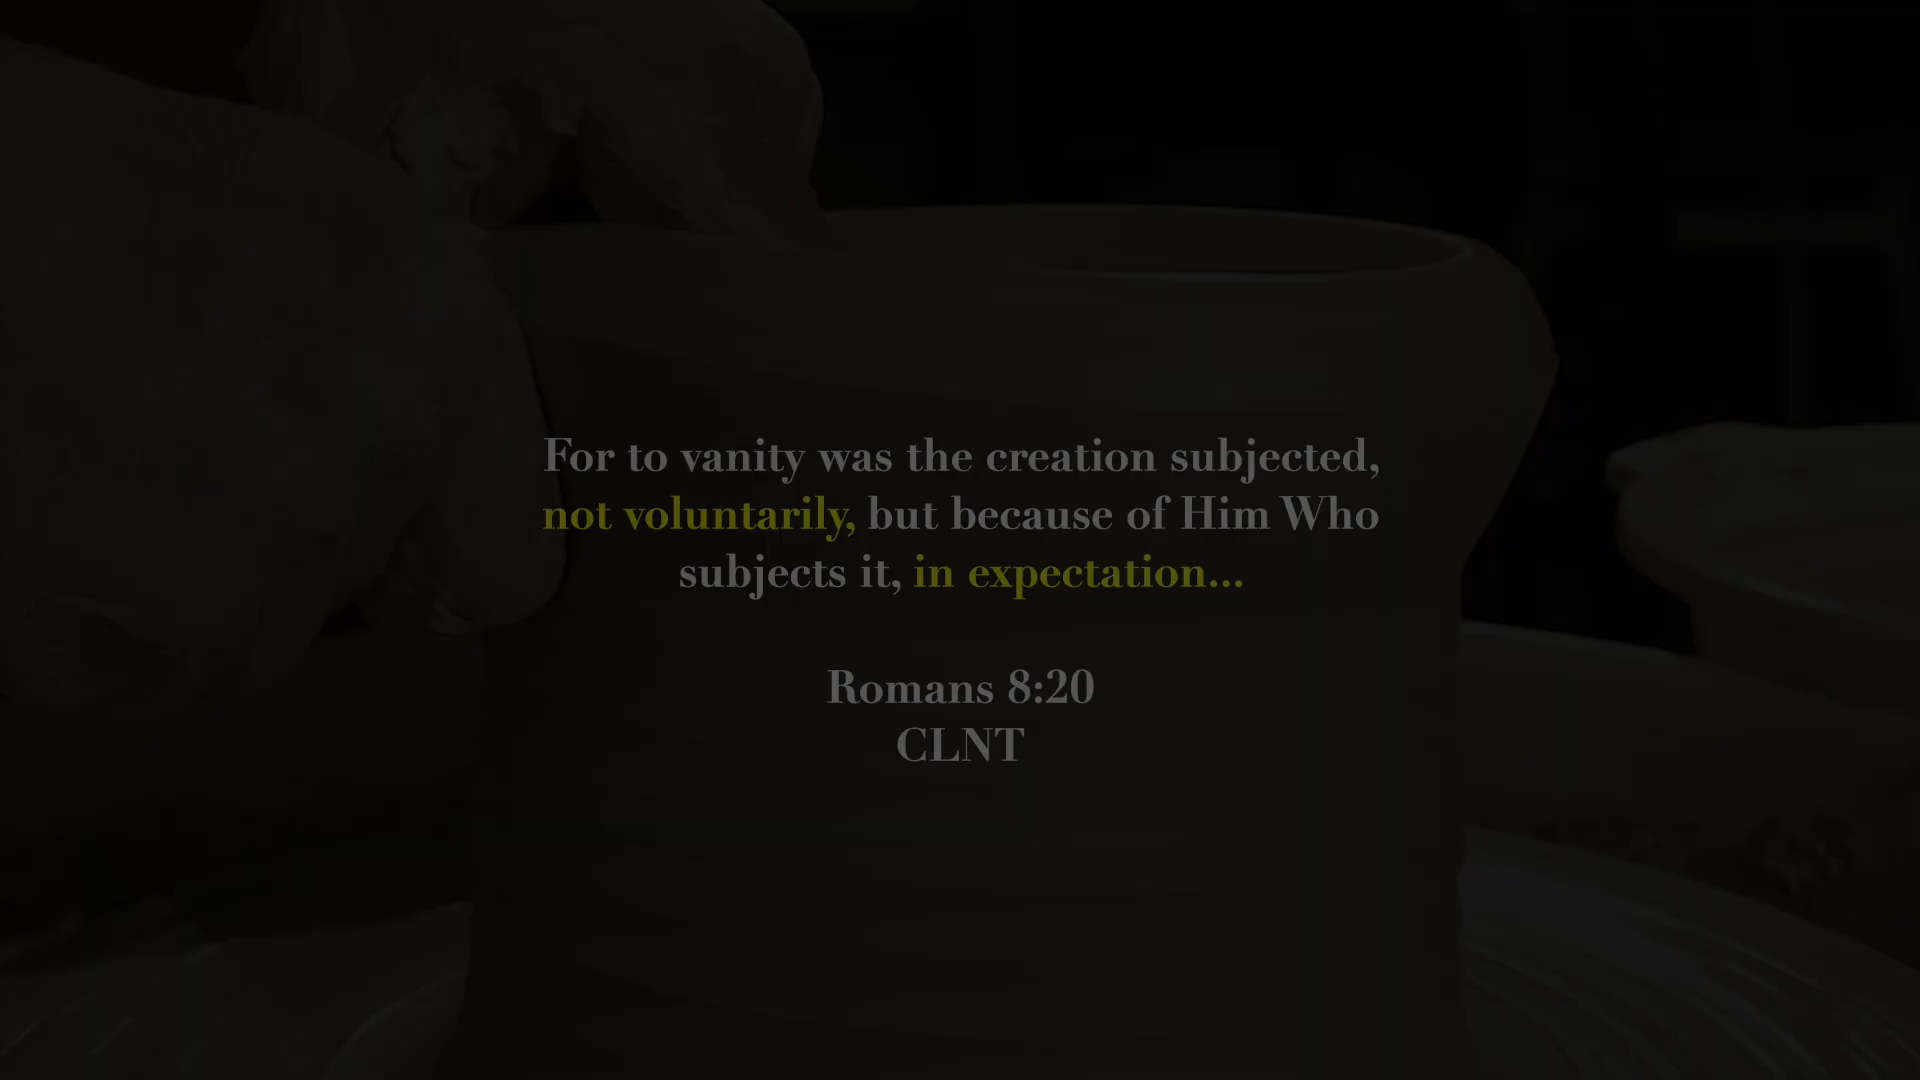 For to vanity was the creation subjected,
not voluntarily, but because of Him Who
subjects it, in expectation...
Romans 8:20
CLNT